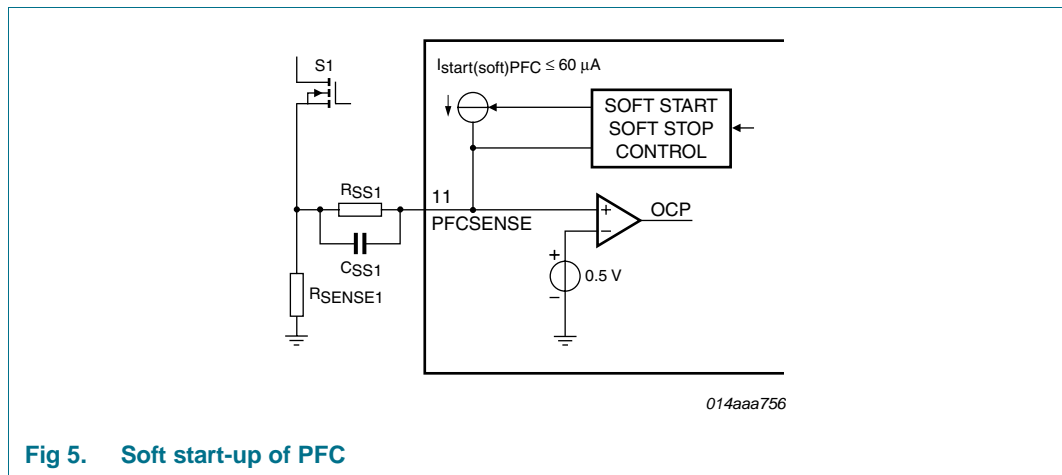 S1
Istart(soft)PFC ≤ 60 μA
SOFT START
SOFT STOP
CONTROL
RSS1
11
PFCSENSE
CSS1
+
−
OCP
+
−
0.5 V
RSENSE1
014aaa756
Fig 5. Soft start-up of PFC